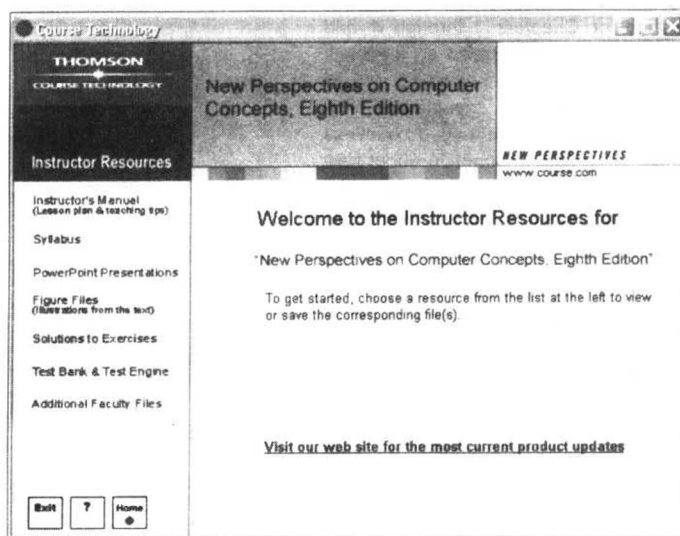 Course Technology
THOMSON
COURSE TECHNOLOGY
New Perspectives on Computer
Concepts, Eighth Edition
NEW PERSPECTIVES
www.course.com
Instructor Resources
Instructor's Manual
(Lesson plan & teaching tips)
Syllabus
PowerPoint Presentations
Figure Files
(Illustrations from the text)
Solutions to Exercises
Test Bank & Test Engine
Additional Faculty Files
Welcome to the Instructor Resources for
"New Perspectives on Computer Concepts, Eighth Edition"
To get started, choose a resource from the list at the left to view
or save the corresponding file(s).
Visit our web site for the most current product updates
Exit
?
Home